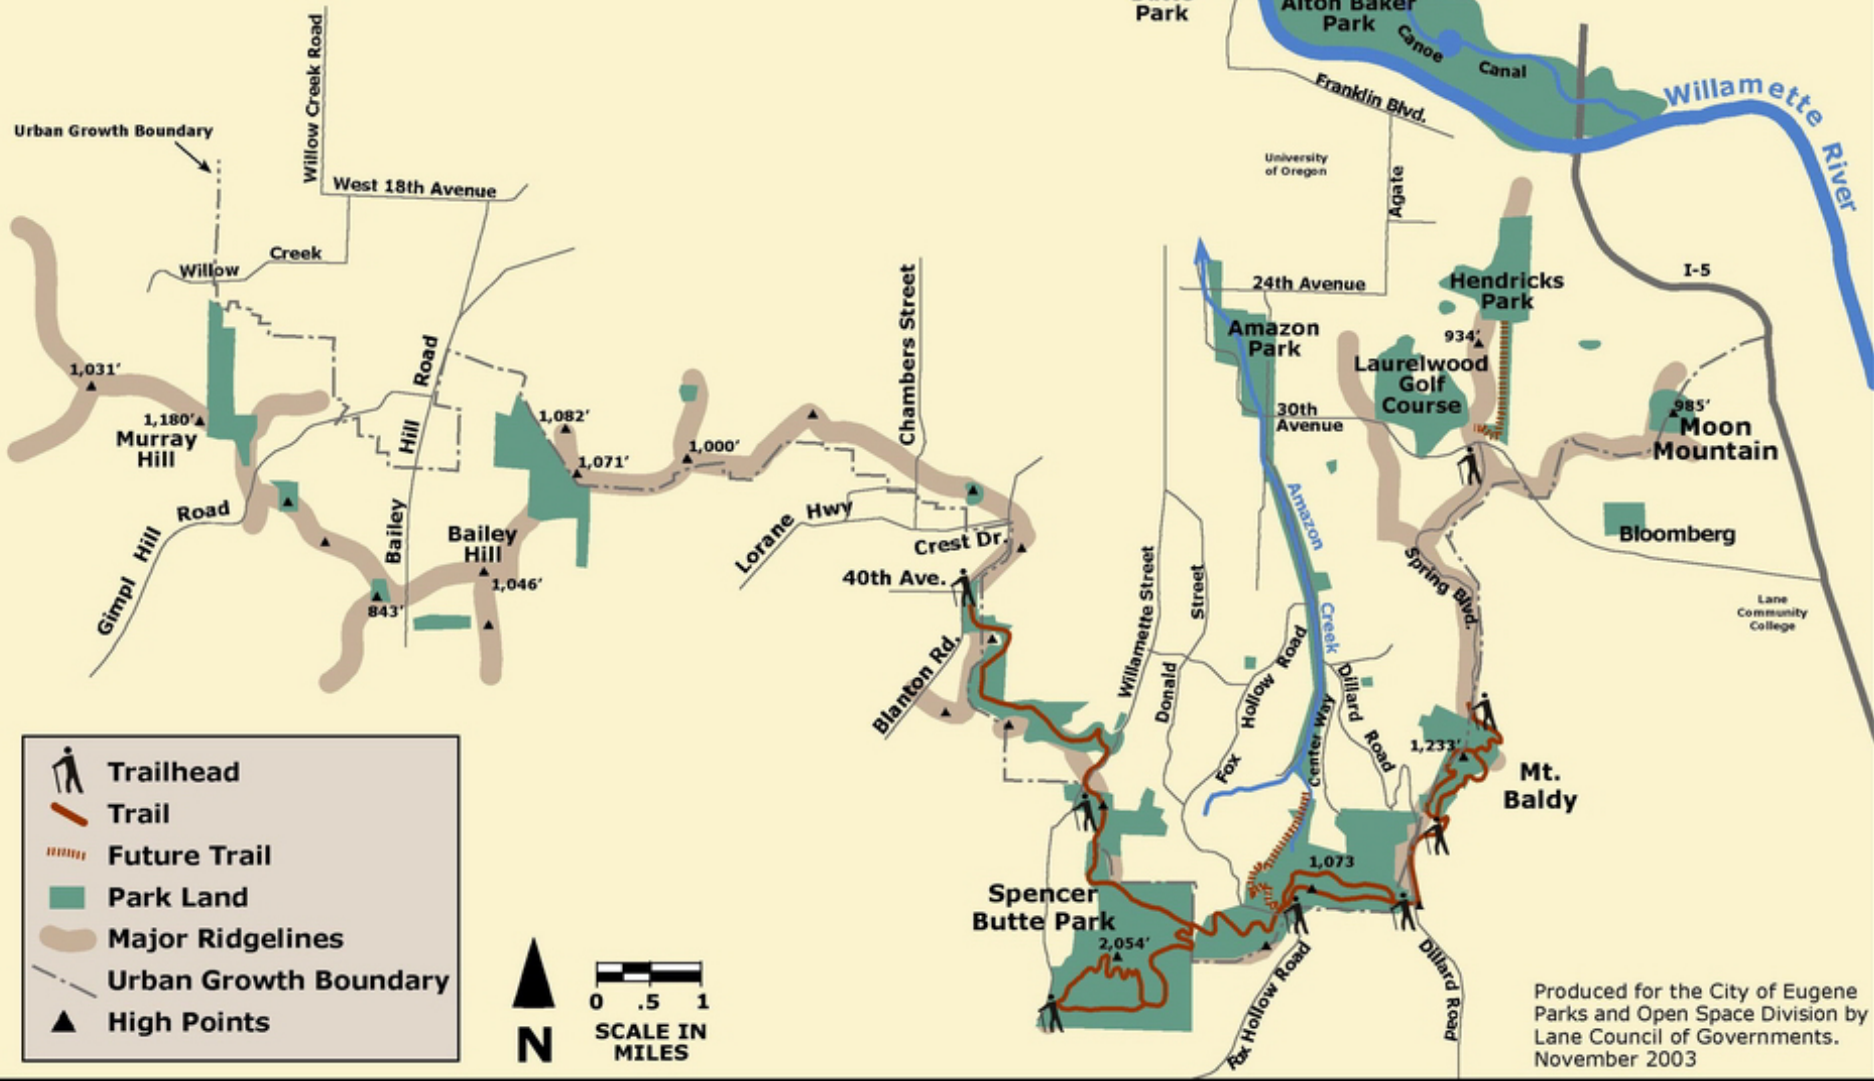 Park
Alton Baker
Park
Canoe
Canal
Willamette
River
Franklin Blvd.
University
of Oregon
Agate
Willow Creek Road
Urban Growth Boundary
West 18th Avenue
Willow
Creek
I-5
24th Avenue
Hendricks
Park
Chambers Street
Amazon
Park
934'
Laurelwood
Golf
Course
1,031'
Road
Hill
Bailey
1,180'
Murray
Hill
1,082'
1,071'
1,000'
30th
Avenue
985'
Moon
Mountain
Gimpl Hill Road
Bailey
Hill
1,046'
843'
Lorane Hwy
Crest Dr.
40th Ave.
Amazon
Creek
Bloomberg
Spring Blvd.
Lane
Community
College
Willamette Street
Street
Donald
Blanton Rd.
Fox Hollow Road
Center Way
Dillard Road
1,233'
Mt.
Baldy
Trailhead
Trail
Future Trail
Park Land
Major Ridgelines
Urban Growth Boundary
High Points
1,073
Spencer
Butte Park
2,054'
Fox Hollow Road
Dillard Road
N
0 .5 1
SCALE IN
MILES
Produced for the City of Eugene
Parks and Open Space Division by
Lane Council of Governments.
November 2003